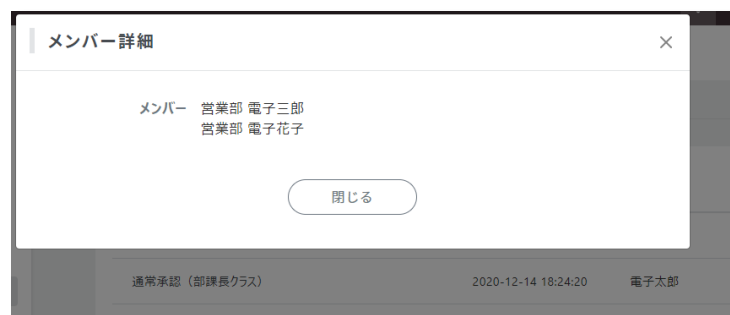 メンバー詳細
メンバー 営業部 電子三郎
営業部 電子花子
閉じる
通常承認（部課長クラス） 2020-12-14 18:24:20 電子太郎